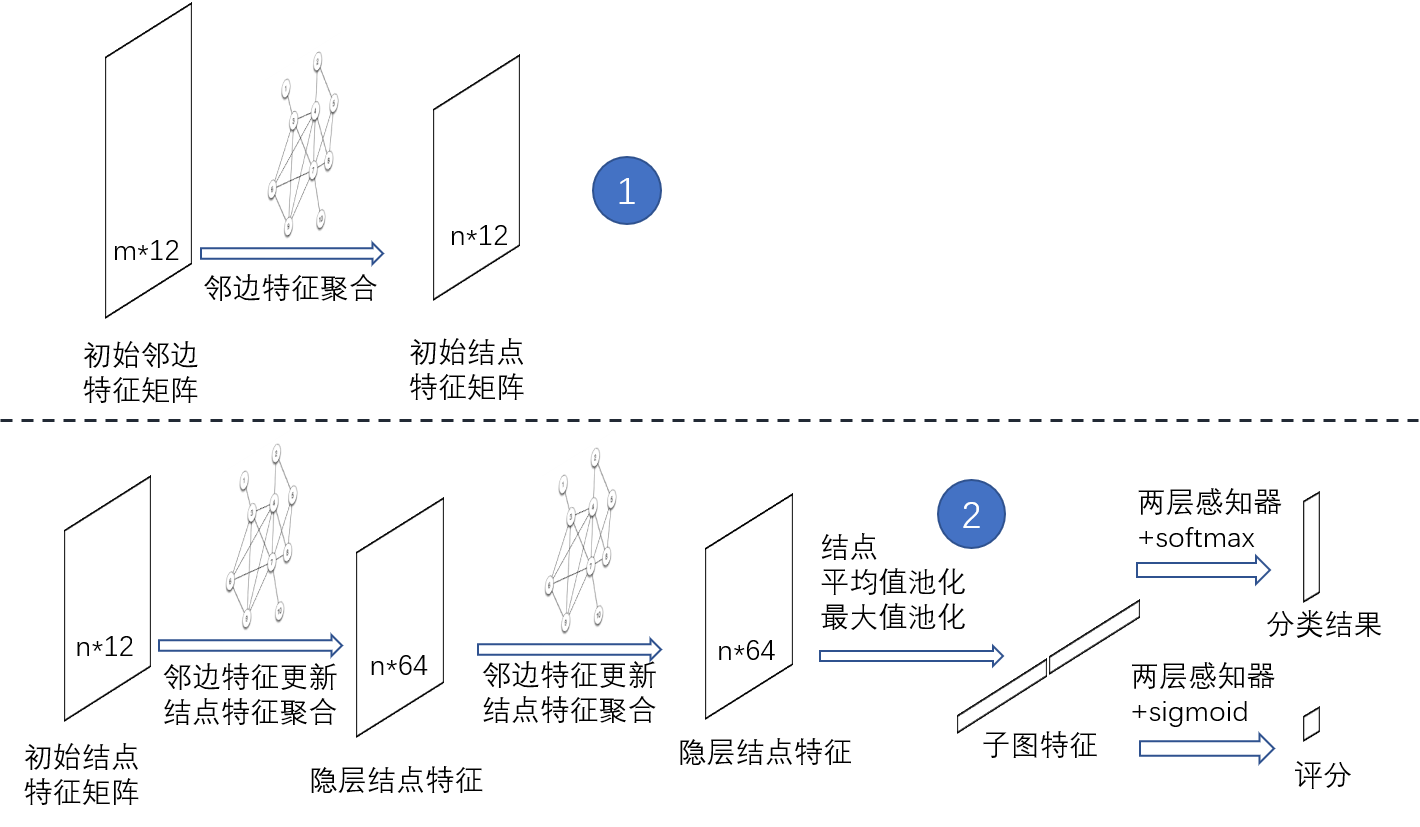 1
m*12
n*12
邻边特征聚合
初始邻边
特征矩阵
初始结点
特征矩阵
2
两层感知器
+softmax
结点
平均值池化
最大值池化
分类结果
n*12
n*64
n*64
邻边特征更新
结点特征聚合
邻边特征更新
结点特征聚合
两层感知器
+sigmoid
初始结点
特征矩阵
隐层结点特征
隐层结点特征
子图特征
评分